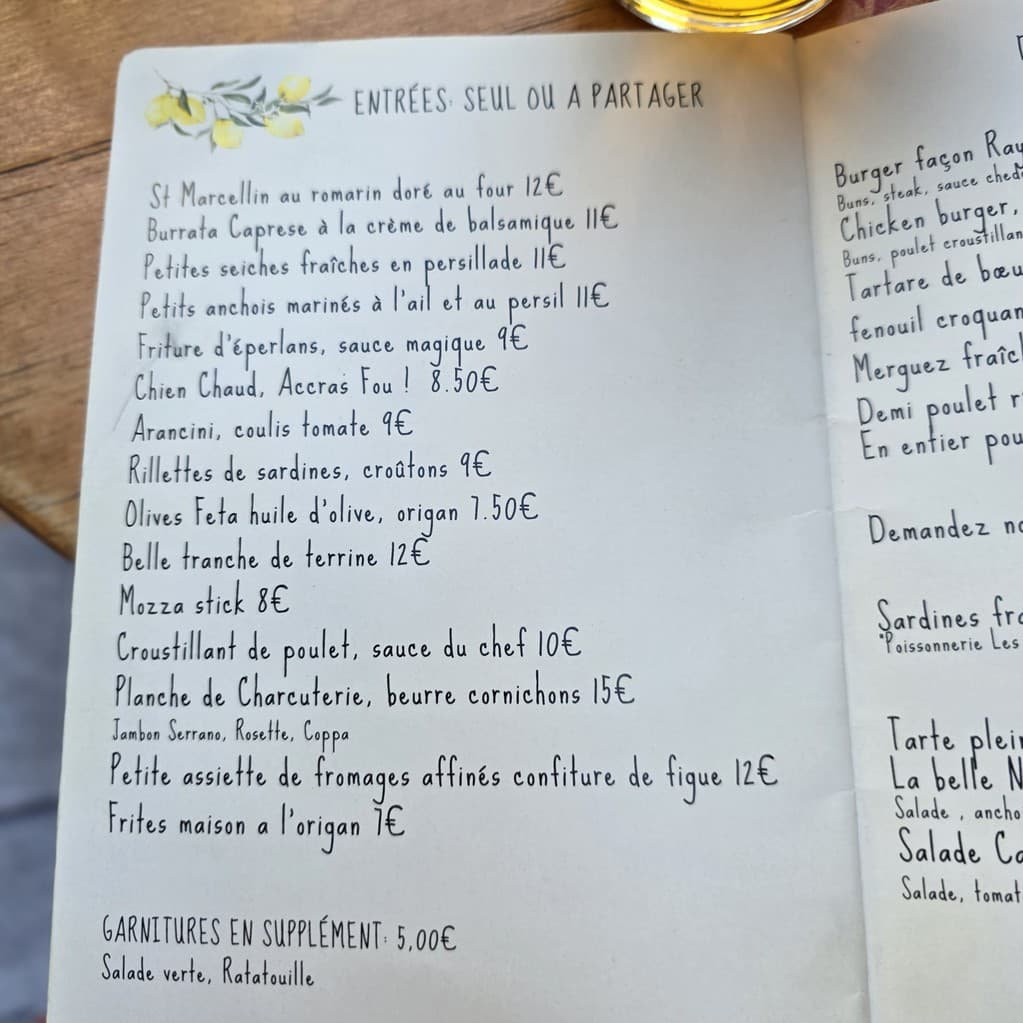 ENTRÉES: SEUL OU A PARTAGER
St Marcellin au romarin doré au four 12€
Burrata Caprese à la crème de balsamique 11€
Petites seiches fraîches en persillade 11€
Petits anchois marinés à l'ail et au persil 11€
Friture d'éperlans, sauce magique 9€
Chien Chaud, Accras Fou ! 8.50€
Arancini, coulis tomate 9€
Rillettes de sardines, croûtons 9€
Olives Feta huile d'olive, origan 7.50€
Belle tranche de terrine 12€
Mozza stick 8€
Croustillant de poulet, sauce du chef 10€
Planche de Charcuterie, beurre cornichons 15€
Jambon Serrano, Rosette, Coppa
Petite assiette de fromages affinés confiture de figue 12€
Frites maison a l'origan 7€
GARNITURES EN SUPPLÉMENT: 5,00€
Salade verte, Ratatouille
Burger façon
Buns, steak, sauce
Chicken burger,
Buns, poulet
Tartare de
fenouil
Merguez
Demi poulet
En entier
Demandez
Sardines
Poissonnerie Les
Tarte
La belle
Salade ,
Salade
Salade,